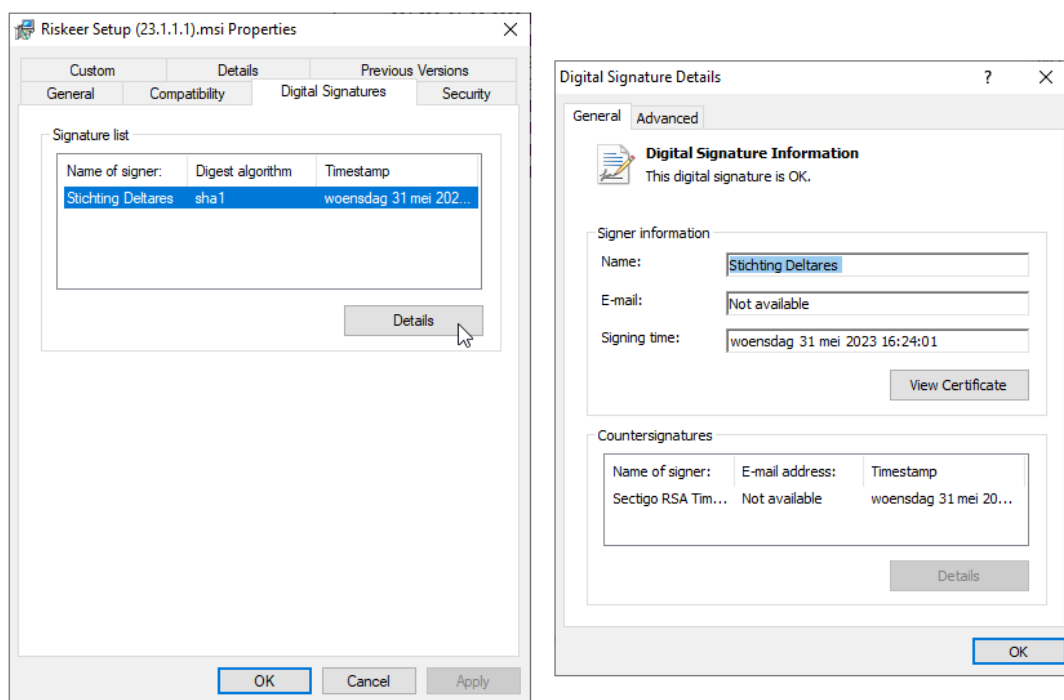 Riskeer Setup (23.1.1.1).msi Properties
Custom Details Previous Versions
General Compatibility Digital Signatures Security
Signature list
Name of signer: Digest algorithm Timestamp
Stichting Deltares sha1 woensdag 31 mei 202...
Details
OK Cancel Apply
Digital Signature Details
General Advanced
Digital Signature Information
This digital signature is OK.
Signer information
Name: Stichting Deltares
E-mail: Not available
Signing time: woensdag 31 mei 2023 16:24:01
View Certificate
Countersignatures
Name of signer: E-mail address: Timestamp
Sectigo RSA Tim... Not available woensdag 31 mei 20...
Details
OK